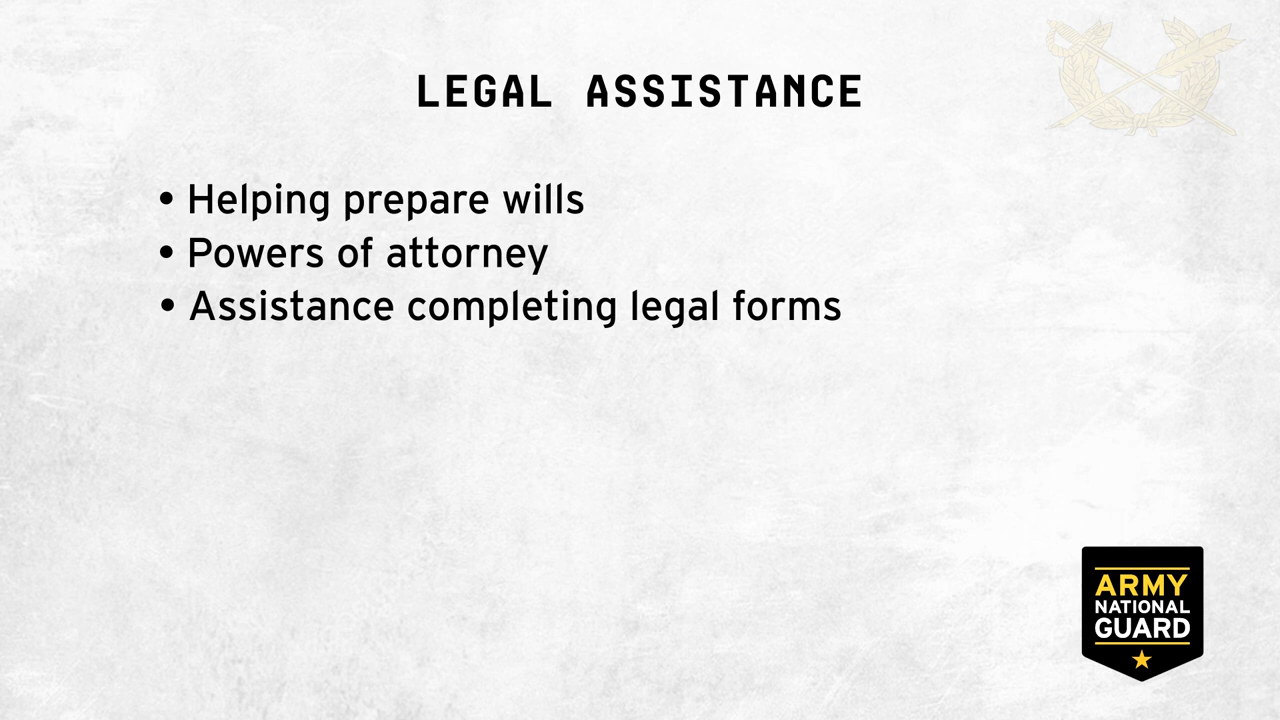 LEGAL ASSISTANCE
• Helping prepare wills
• Powers of attorney
• Assistance completing legal forms
ARMY
NATIONAL
GUARD